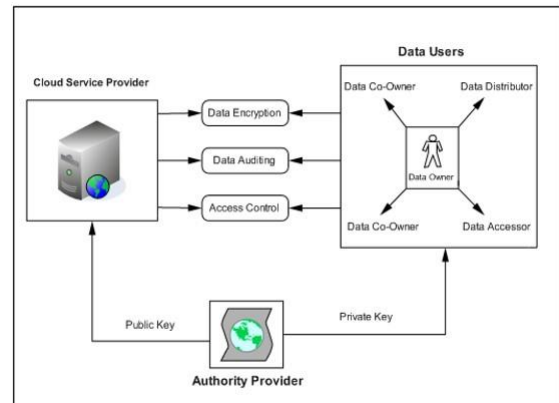 Data Users
Cloud Service Provider
Data Co-Owner
Data Distributor
Data Encryption
Data Auditing
Data Owner
Access Control
Data Co-Owner
Data Accessor
Public Key
Private Key
Authority Provider